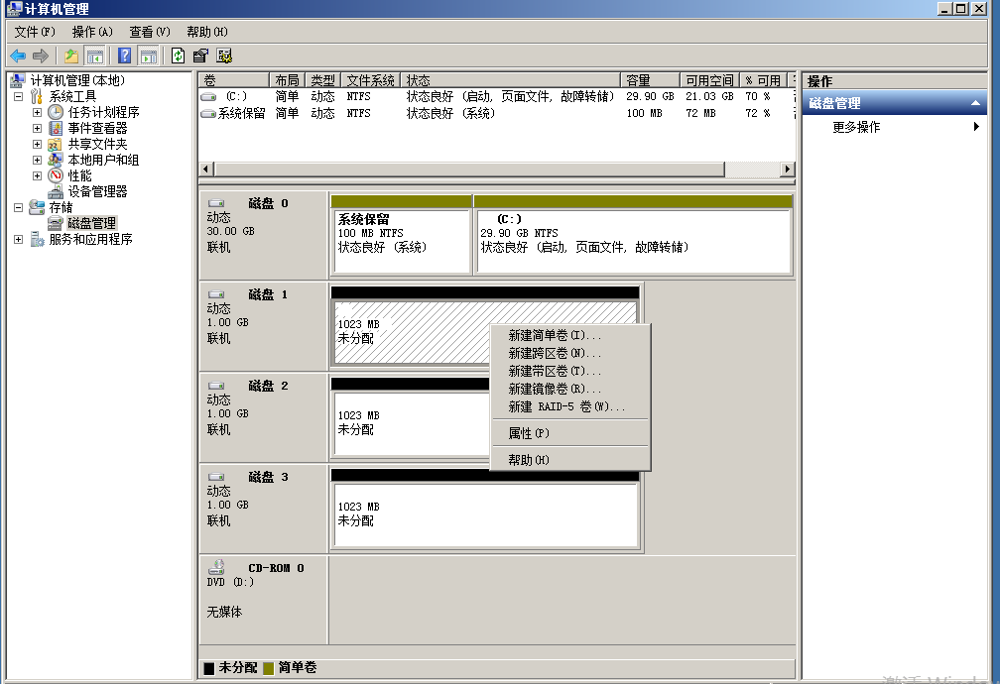 计算机管理
文件(F) 操作(A) 查看(V) 帮助(H)
计算机管理(本地)
系统工具
任务计划程序
事件查看器
共享文件夹
本地用户和组
性能
设备管理器
存储
磁盘管理
服务和应用程序
卷 布局 类型 文件系统 状态 容量 可用空间 % 可用
(C:) 简单 动态 NTFS 状态良好 (启动, 页面文件, 故障转储) 29.90 GB 21.03 GB 70 %
系统保留 简单 动态 NTFS 状态良好 (系统) 100 MB 72 MB 72 %
磁盘 0
动态
30.00 GB
联机
系统保留
100 MB NTFS
状态良好 (系统)
(C:)
29.90 GB NTFS
状态良好 (启动, 页面文件, 故障转储)
磁盘 1
动态
1.00 GB
联机
1023 MB
未分配
磁盘 2
动态
1.00 GB
联机
1023 MB
未分配
磁盘 3
动态
1.00 GB
联机
1023 MB
未分配
CD-ROM 0
DVD (D:)
无媒体
新建简单卷(I)...
新建跨区卷(N)...
新建带区卷(T)...
新建镜像卷(R)...
新建 RAID-5 卷(W)...
属性(P)
帮助(H)
未分配 简单卷
操作
磁盘管理
更多操作